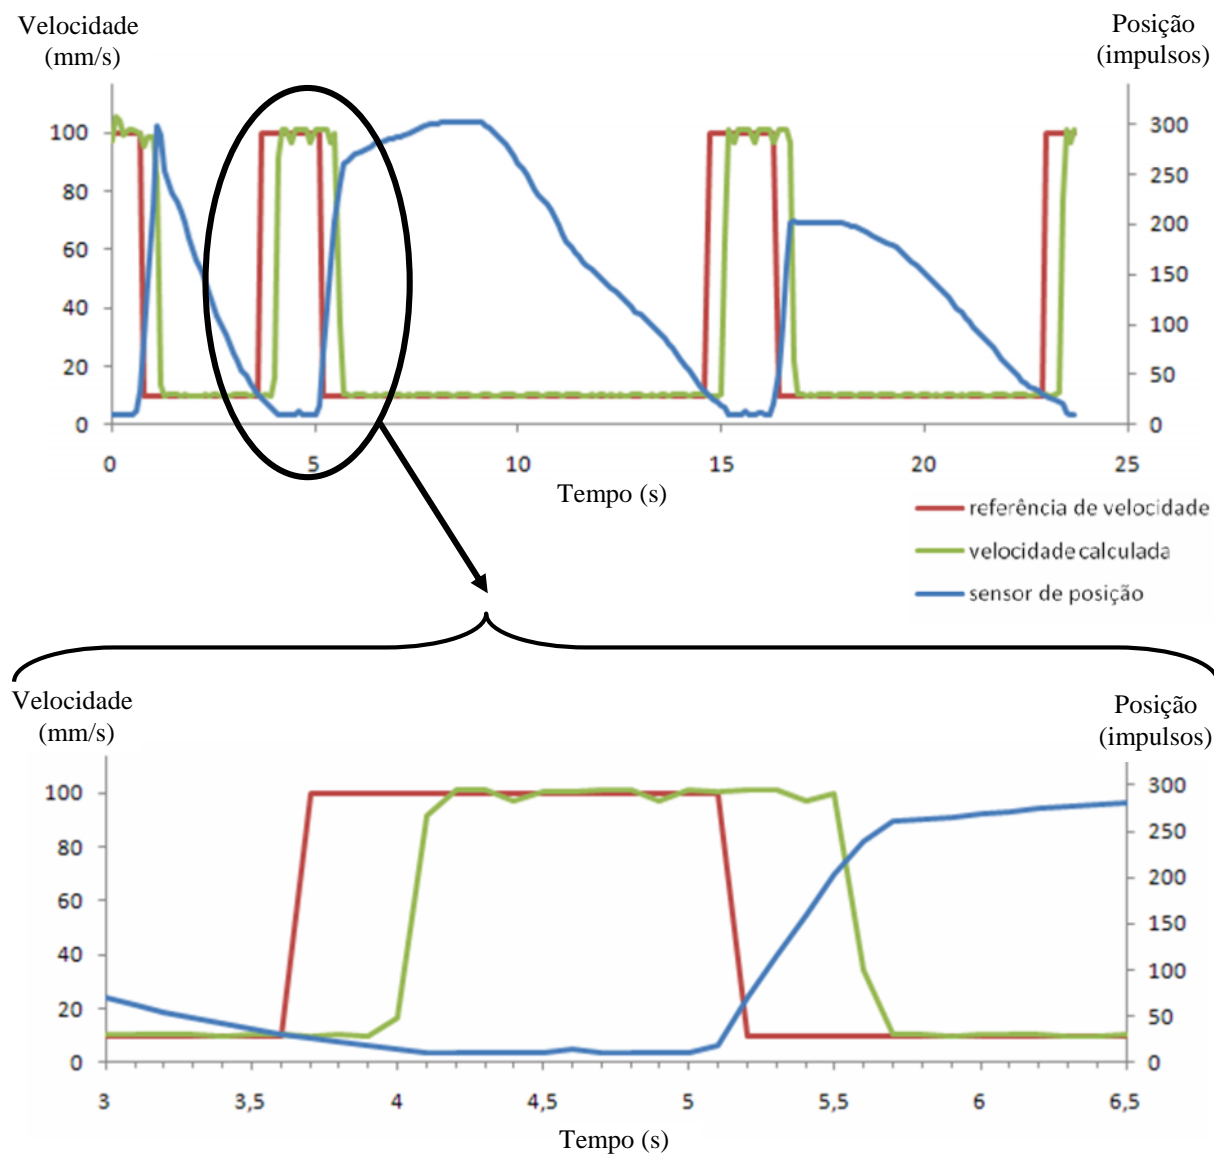 Velocidade
(mm/s)
Posição
(impulsos)
100
80
60
40
20
0
300
250
200
150
100
50
0
0 5 10 15 20 25
Tempo (s)
referência de velocidade
velocidade calculada
sensor de posição
Velocidade
(mm/s)
Posição
(impulsos)
100
80
60
40
20
0
300
250
200
150
100
50
0
3 3,5 4 4,5 5 5,5 6 6,5
Tempo (s)